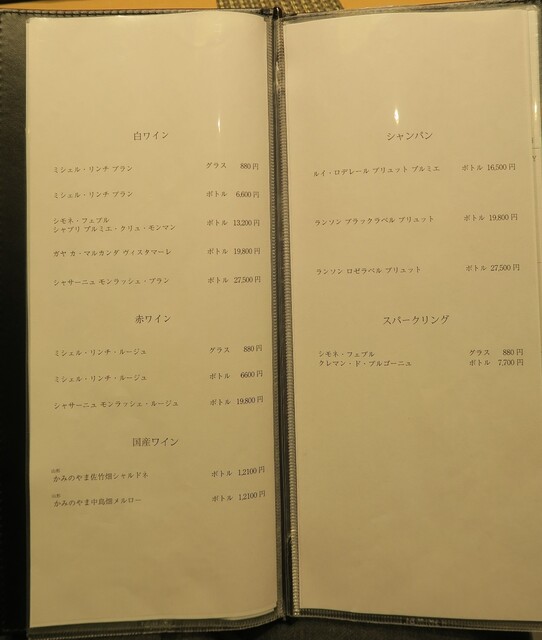 白ワイン
ミシェル・リンチ ブラン グラス 880円
ミシェル・リンチ ブラン ボトル 6,600円
シモネ・フェブル
シャブリ プルミエ・クリュ・モンマン ボトル 13,200円
ガヤ カ・マルカンダ ヴィスタマーレ ボトル 19,800円
シャサーニュ モンラッシェ・ブラン ボトル 27,500円
赤ワイン
ミシェル・リンチ・ルージュ グラス 880円
ミシェル・リンチ・ルージュ ボトル 6600円
シャサーニュ モンラッシェ・ルージュ ボトル 19,800円
国産ワイン
かみのやま佐竹畑シャルドネ ボトル 1,2100円
かみのやま中島畑メルロー ボトル 1,2100円
シャンパン
ルイ・ロデレール ブリュット プルミエ ボトル 16,500円
ランソン ブラックラベル ブリュット ボトル 19,800円
ランソン ロゼラベル ブリュット ボトル 27,500円
スパークリング
シモネ・フェブル グラス 880円
クレマン・ド・ブルゴーニュ ボトル 7,700円